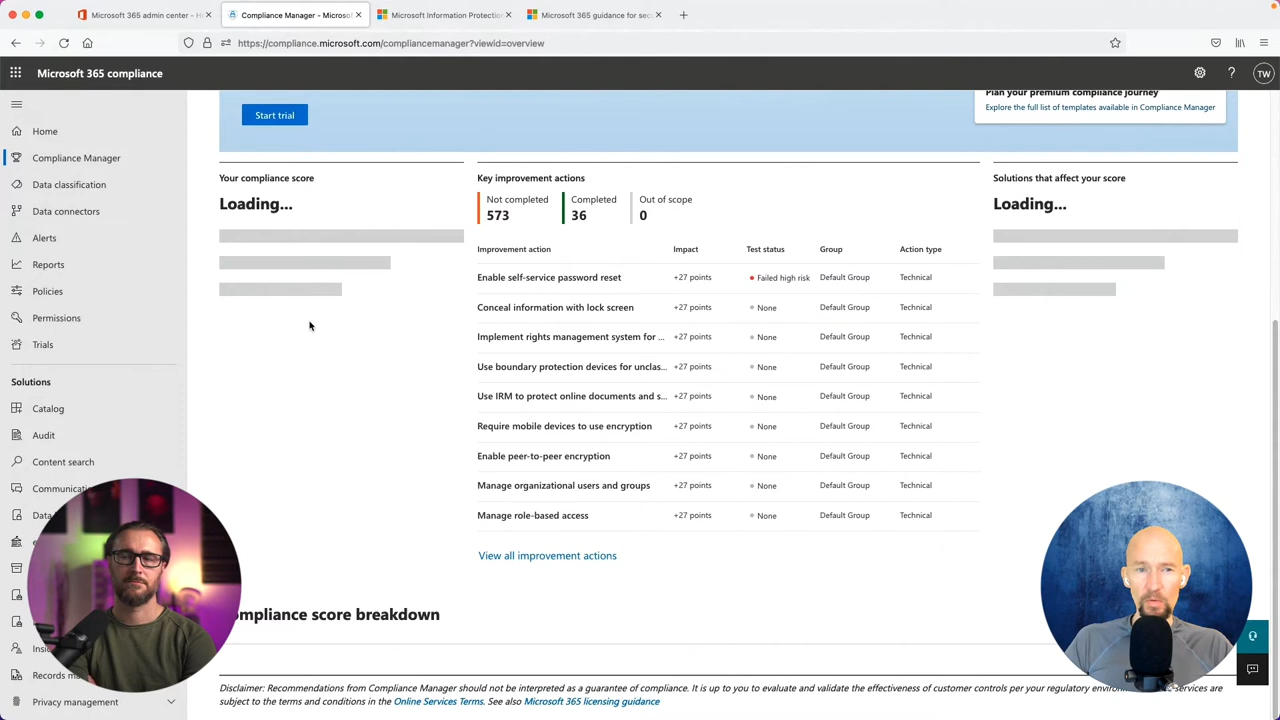 Microsoft 365 admin center - H
Compliance Manager - Microso
Microsoft Information Protection
Microsoft 365 guidance for sec
https://compliance.microsoft.com/compliancemanager?viewid=overview
Microsoft 365 compliance
TW
Plan your premium compliance journey
Start trial
Explore the full list of templates available in Compliance Manager
Home
Compliance Manager
Data classification
Data connectors
Alerts
Reports
Policies
Permissions
Trials
Solutions
Catalog
Audit
Content search
Communicatio
Data
Insi
Records ma
Privacy management
Your compliance score
Loading...
Key improvement actions
Not completed
573
Completed
36
Out of scope
0
Improvement action Impact Test status Group Action type
Enable self-service password reset +27 points Failed high risk Default Group Technical
Conceal information with lock screen +27 points None Default Group Technical
Implement rights management system for ... +27 points None Default Group Technical
Use boundary protection devices for unclas... +27 points None Default Group Technical
Use IRM to protect online documents and s... +27 points None Default Group Technical
Require mobile devices to use encryption +27 points None Default Group Technical
Enable peer-to-peer encryption +27 points None Default Group Technical
Manage organizational users and groups +27 points None Default Group Technical
Manage role-based access +27 points None Default Group Technical
View all improvement actions
Solutions that affect your score
Loading...
ompliance score breakdown
Disclaimer: Recommendations from Compliance Manager should not be interpreted as a guarantee of compliance. It is up to you to evaluate and validate the effectiveness of customer controls per your regulatory environ services are
subject to the terms and conditions in the Online Services Terms. See also Microsoft 365 licensing guidance